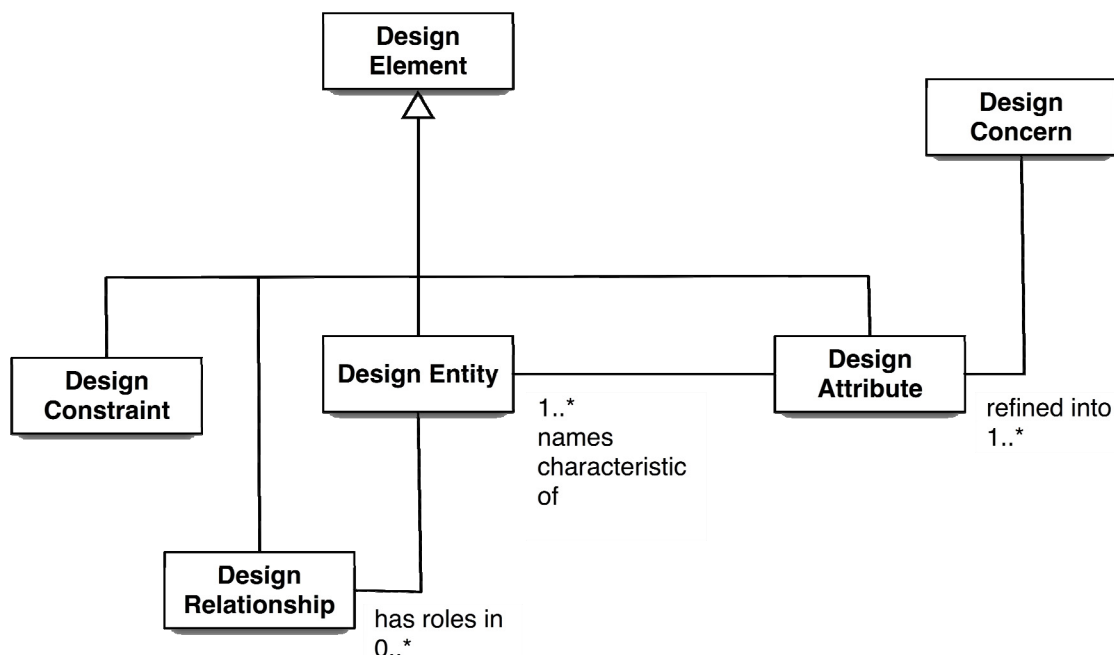 Design
Element
Design
Concern
Design
Constraint
Design Entity
Design
Attribute
1..*
names
characteristic
of
refined into
1..*
Design
Relationship
has roles in
0..*